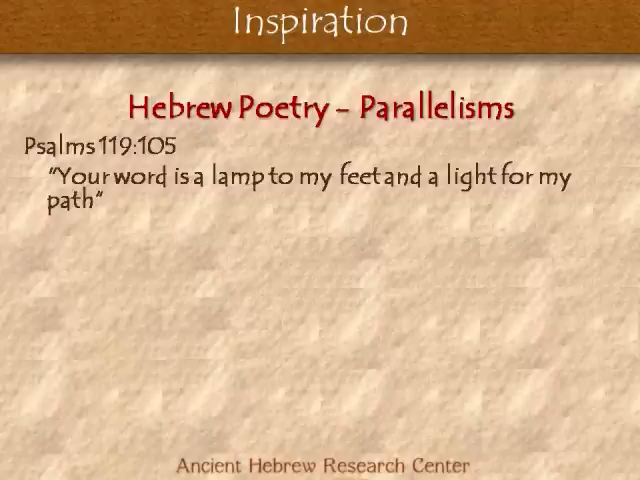 Inspiration
Hebrew Poetry - Parallelisms
Psalms 119:105
"Your word is a lamp to my feet and a light for my
path"
Ancient Hebrew Research Center